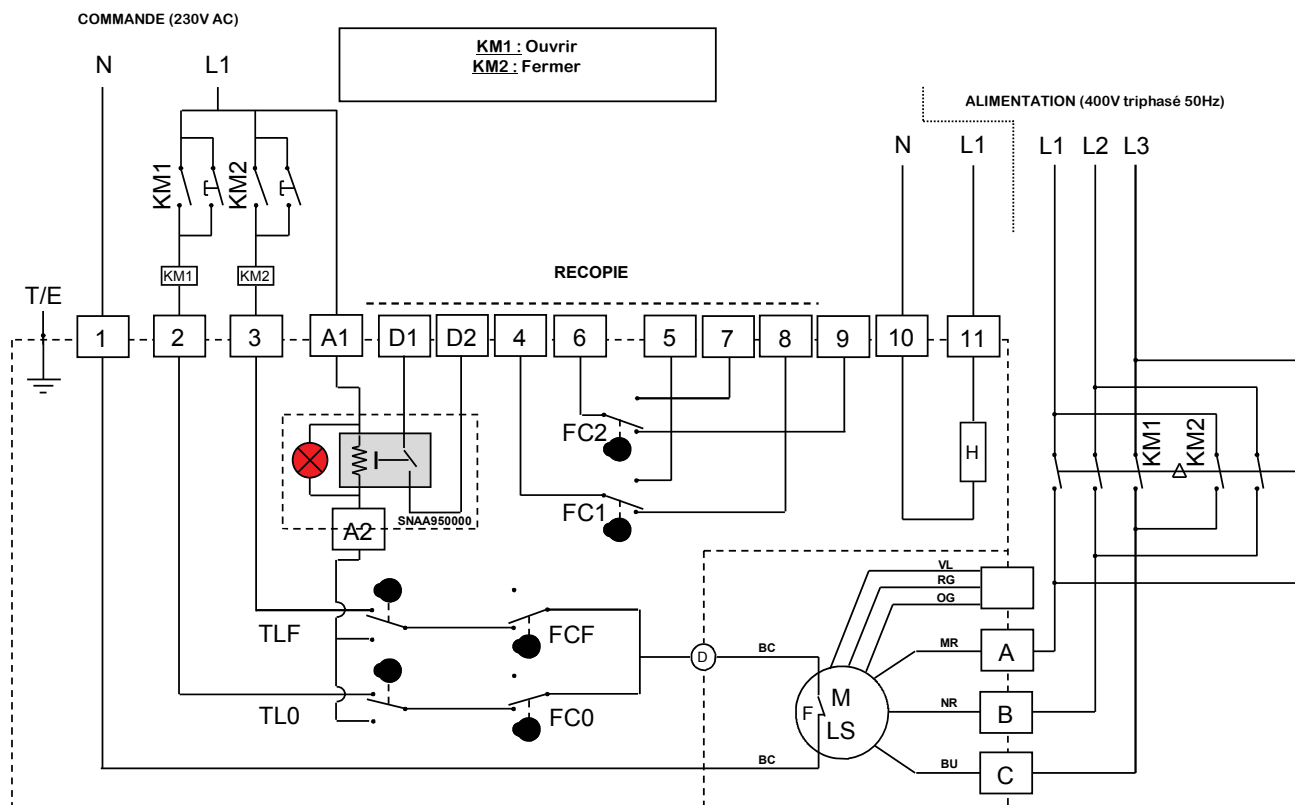 COMMANDE (230V AC)
KM1 : Ouvrir
KM2 : Fermer
N L1
ALIMENTATION (400V triphasé 50Hz)
N L1 L1 L2 L3
KM1 KM2
KM1 KM2
RECOPIE
T/E
1 2 3 A1 D1 D2 4 6 5 7 8 9 10 11
FC2
H
KM1 KM2
FC1
SNAA950000
A2
VL
RG
OG
TLF FCF
D BC MR A
TL0 FC0
F M NR B
LS
BC BU C